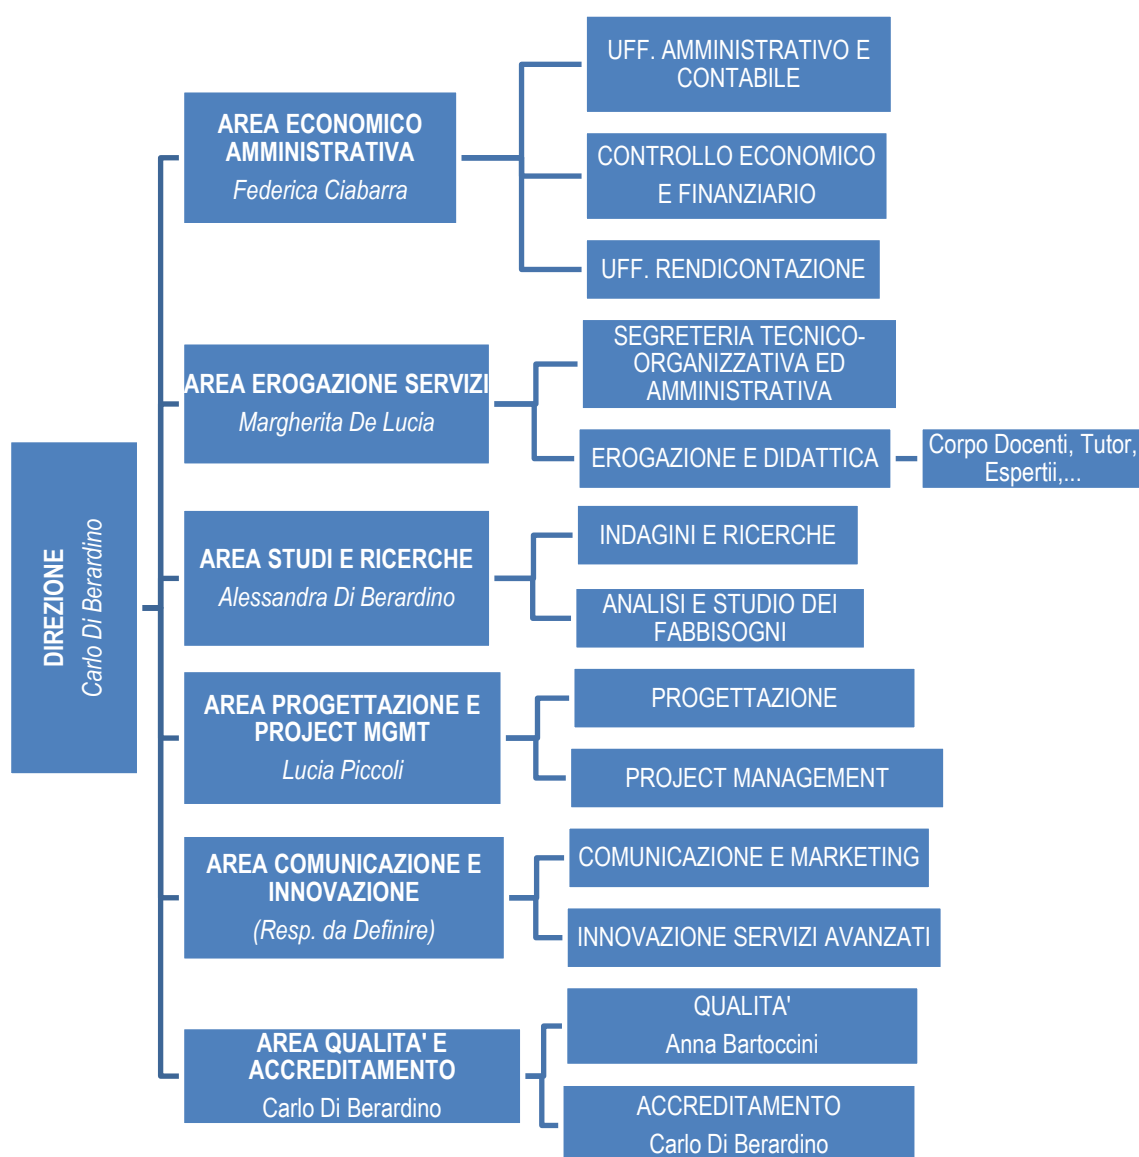 DIREZIONE
Carlo Di Berardino
AREA ECONOMICO
AMMINISTRATIVA
Federica Ciabarra
UFF. AMMINISTRATIVO E
CONTABILE
CONTROLLO ECONOMICO
E FINANZIARIO
UFF. RENDICONTAZIONE
AREA EROGAZIONE SERVIZI
Margherita De Lucia
SEGRETERIA TECNICO-
ORGANIZZATIVA ED
AMMINISTRATIVA
EROGAZIONE E DIDATTICA
Corpo Docenti, Tutor,
Espertii,...
AREA STUDI E RICERCHE
Alessandra Di Berardino
INDAGINI E RICERCHE
ANALISI E STUDIO DEI
FABBISOGNI
AREA PROGETTAZIONE E
PROJECT MGMT
Lucia Piccoli
PROGETTAZIONE
PROJECT MANAGEMENT
AREA COMUNICAZIONE E
INNOVAZIONE
(Resp. da Definire)
COMUNICAZIONE E MARKETING
INNOVAZIONE SERVIZI AVANZATI
AREA QUALITA' E
ACCREDITAMENTO
Carlo Di Berardino
QUALITA'
Anna Bartoccini
ACCREDITAMENTO
Carlo Di Berardino